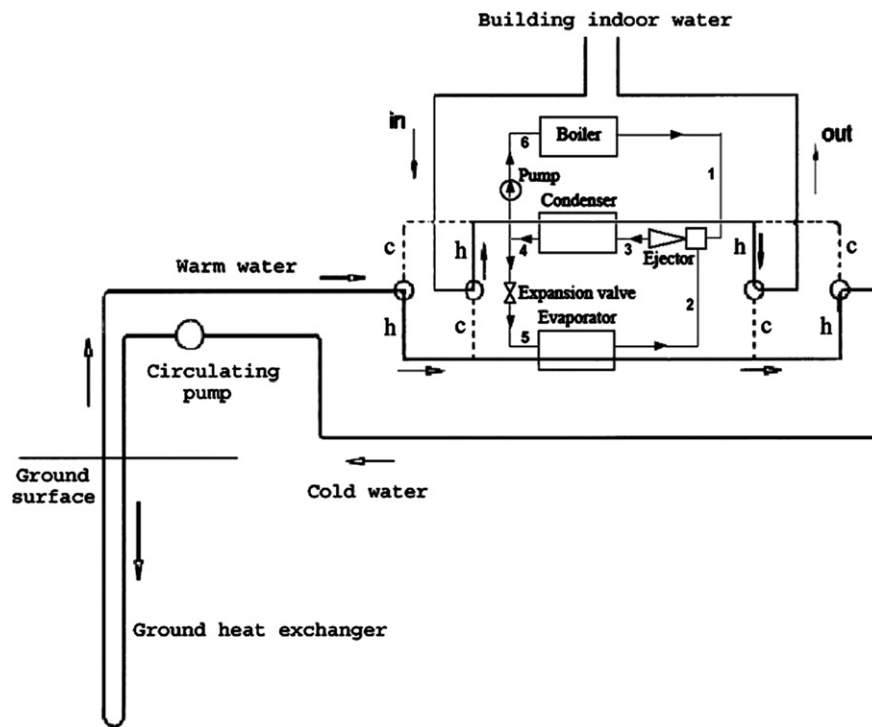 Building indoor water
in
out
6
Boiler
1
Pump
Condenser
c
h
4
3
h
c
Ejector
Warm water
Expansion valve
2
h
c
Evaporator
c
h
5
Circulating
pump
Ground
surface
Cold water
Ground heat exchanger